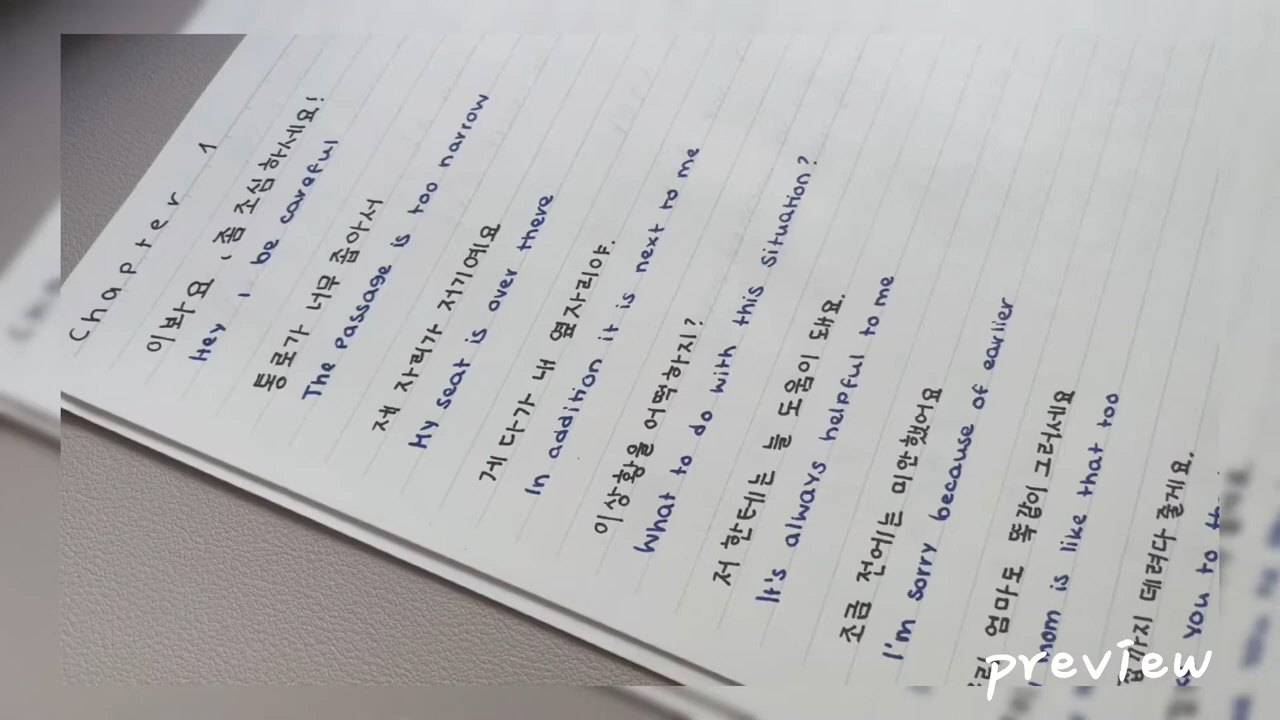 Chapter 1
이봐요, 좀 조심하세요!
Hey, be careful
통로가 너무 좁아서
The passage is too narrow
제 자리가 저기예요
My seat is over there
게다가 내 옆자리야.
In addition it is next to me
이상황을 어떡하지?
What to do with this situation?
저 한테는 늘 도움이 돼요.
It's always helpful to me
조금 전에는 미안했어요
I'm sorry because of earlier
엄마도 똑같이 그러세요
mom is like that too
데려다 줄게요.
you to
preview